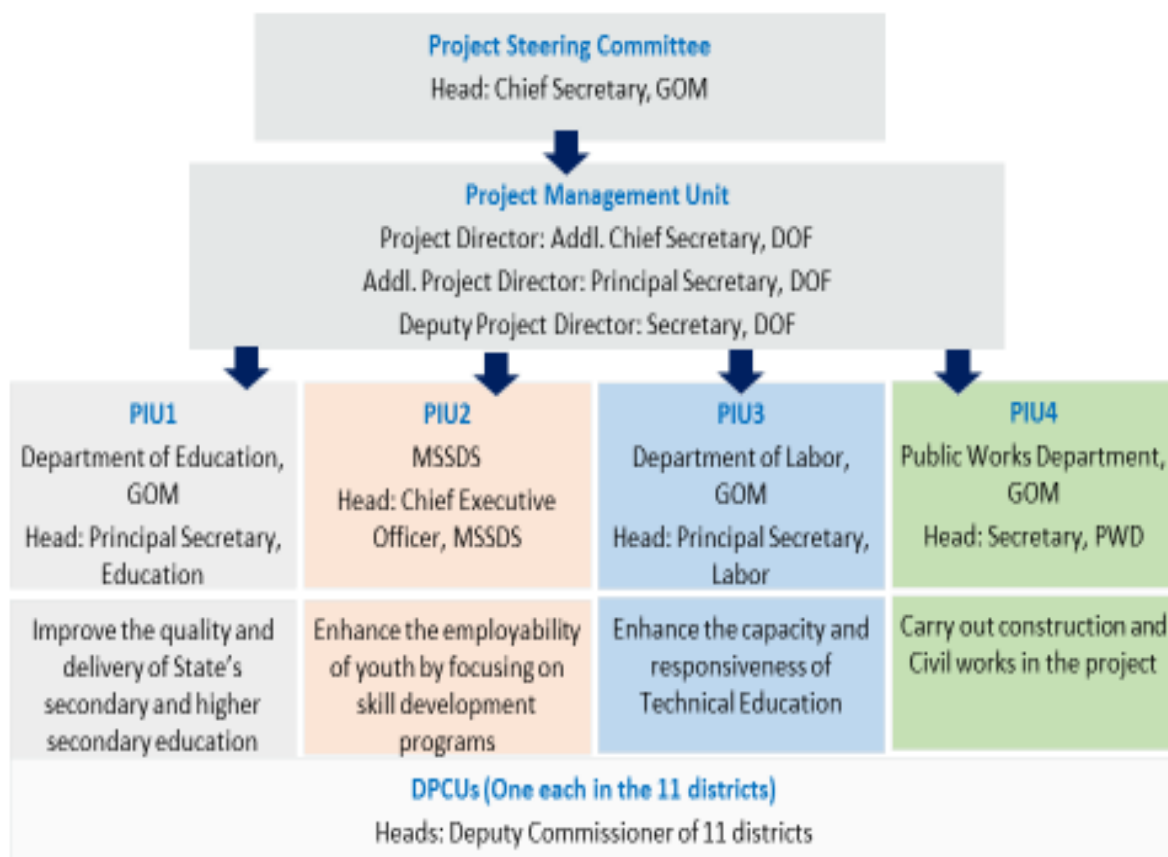 Project Steering Committee
Head: Chief Secretary, GOM
Project Management Unit
Project Director: Addl. Chief Secretary, DOF
Addl. Project Director: Principal Secretary, DOF
Deputy Project Director: Secretary, DOF
PIU1
Department of Education,
GOM
Head: Principal Secretary,
Education
PIU2
MSSDS
Head: Chief Executive
Officer, MSSDS
PIU3
Department of Labor,
GOM
Head: Principal Secretary,
Labor
PIU4
Public Works Department,
GOM
Head: Secretary, PWD
Improve the quality and
delivery of State's
secondary and higher
secondary education
Enhance the employability
of youth by focusing on
skill development
programs
Enhance the capacity and
responsiveness of
Technical Education
Carry out construction and
Civil works in the project
DPCUs (One each in the 11 districts)
Heads: Deputy Commissioner of 11 districts